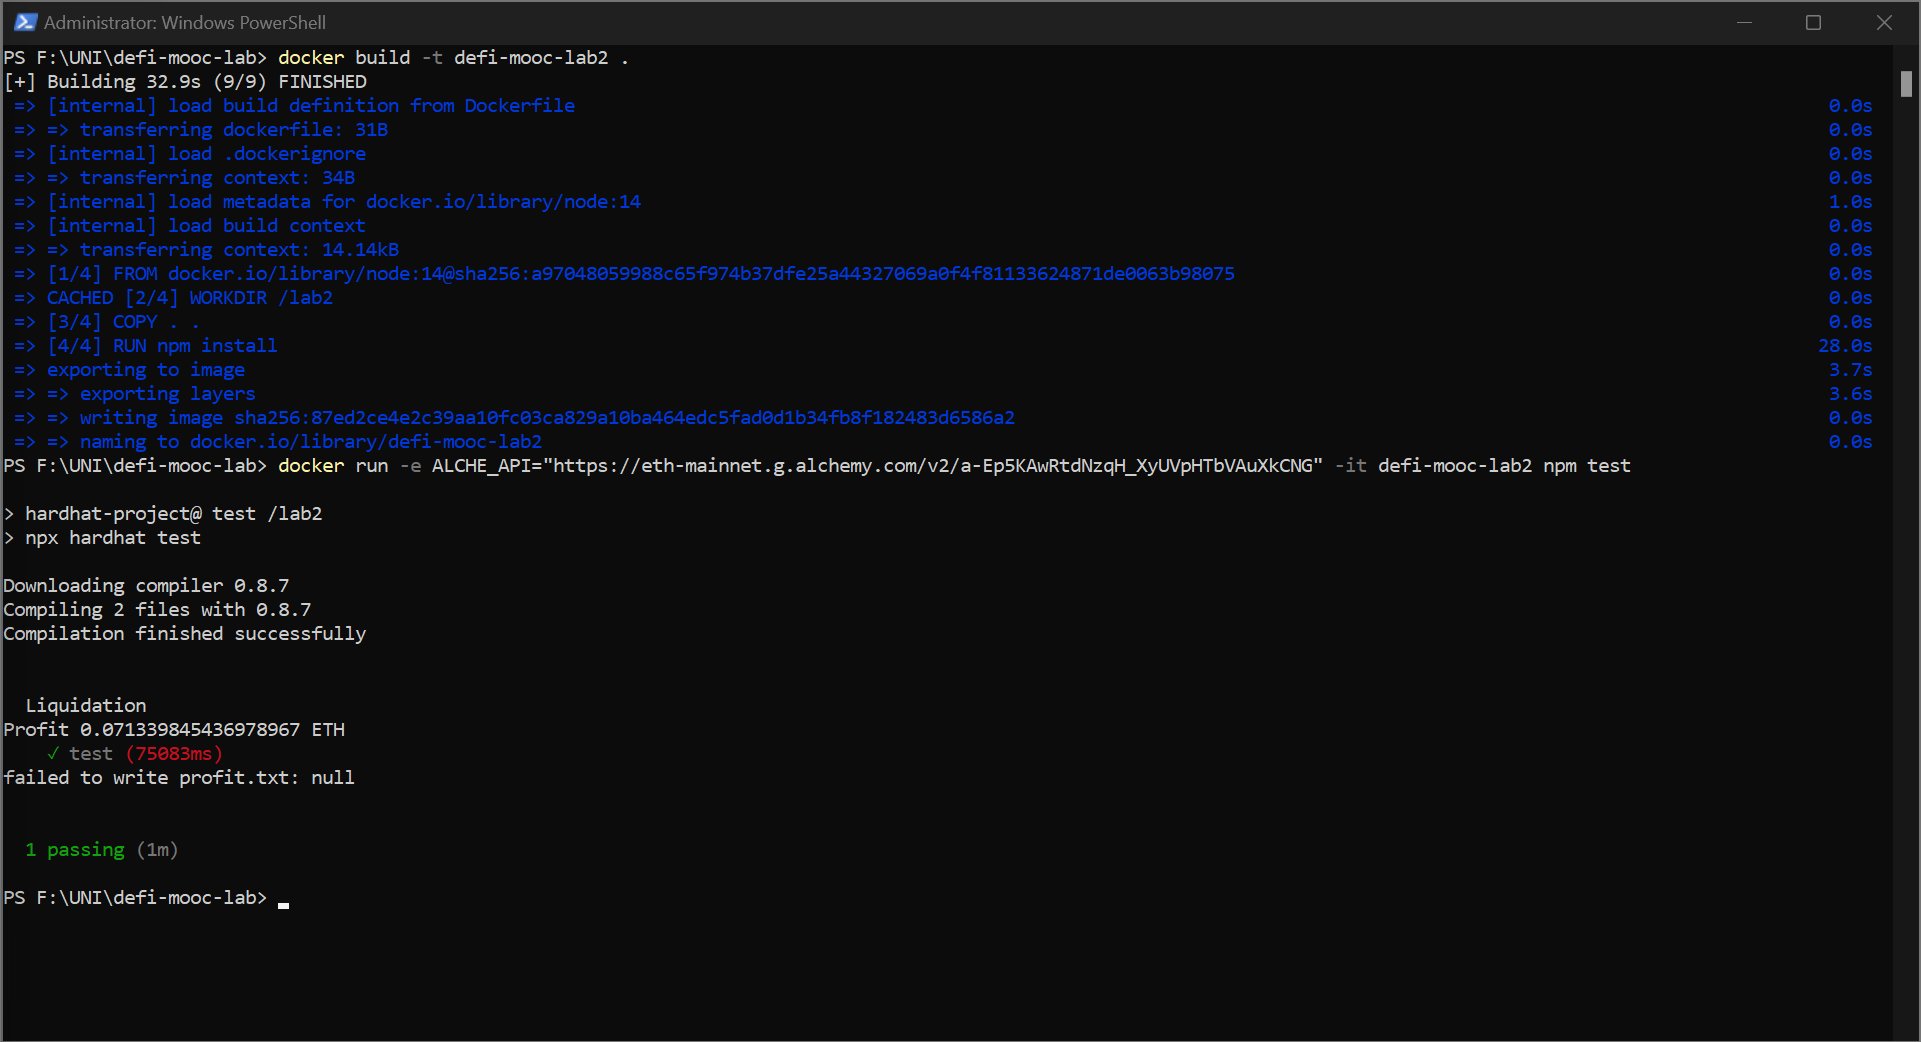 Administrator: Windows PowerShell
PS F:\UNI\defi-mooc-lab> docker build -t defi-mooc-lab2 .
[+] Building 32.9s (9/9) FINISHED
=> [internal] load build definition from Dockerfile 0.0s
=> => transferring dockerfile: 31B 0.0s
=> [internal] load .dockerignore 0.0s
=> => transferring context: 34B 0.0s
=> [internal] load metadata for docker.io/library/node:14 1.0s
=> [internal] load build context 0.0s
=> => transferring context: 14.14kB 0.0s
=> [1/4] FROM docker.io/library/node:14@sha256:a97048059988c65f974b37dfe25a44327069a0f4f81133624871de0063b98075 0.0s
=> CACHED [2/4] WORKDIR /lab2 0.0s
=> [3/4] COPY . . 0.0s
=> [4/4] RUN npm install 28.0s
=> exporting to image 3.7s
=> => exporting layers 3.6s
=> => writing image sha256:87ed2ce4e2c39aa10fc03ca829a10ba464edc5fad0d1b34fb8f182483d6586a2 0.0s
=> => naming to docker.io/library/defi-mooc-lab2 0.0s
PS F:\UNI\defi-mooc-lab> docker run -e ALCHE_API="https://eth-mainnet.g.alchemy.com/v2/a-Ep5KAwRtdNzqH_XyUVpHTbVAuXkCNG" -it defi-mooc-lab2 npm test
> hardhat-project@ test /lab2
> npx hardhat test
Downloading compiler 0.8.7
Compiling 2 files with 0.8.7
Compilation finished successfully
Liquidation
Profit 0.071339845436978967 ETH
✓ test (75083ms)
failed to write profit.txt: null
1 passing (1m)
PS F:\UNI\defi-mooc-lab>